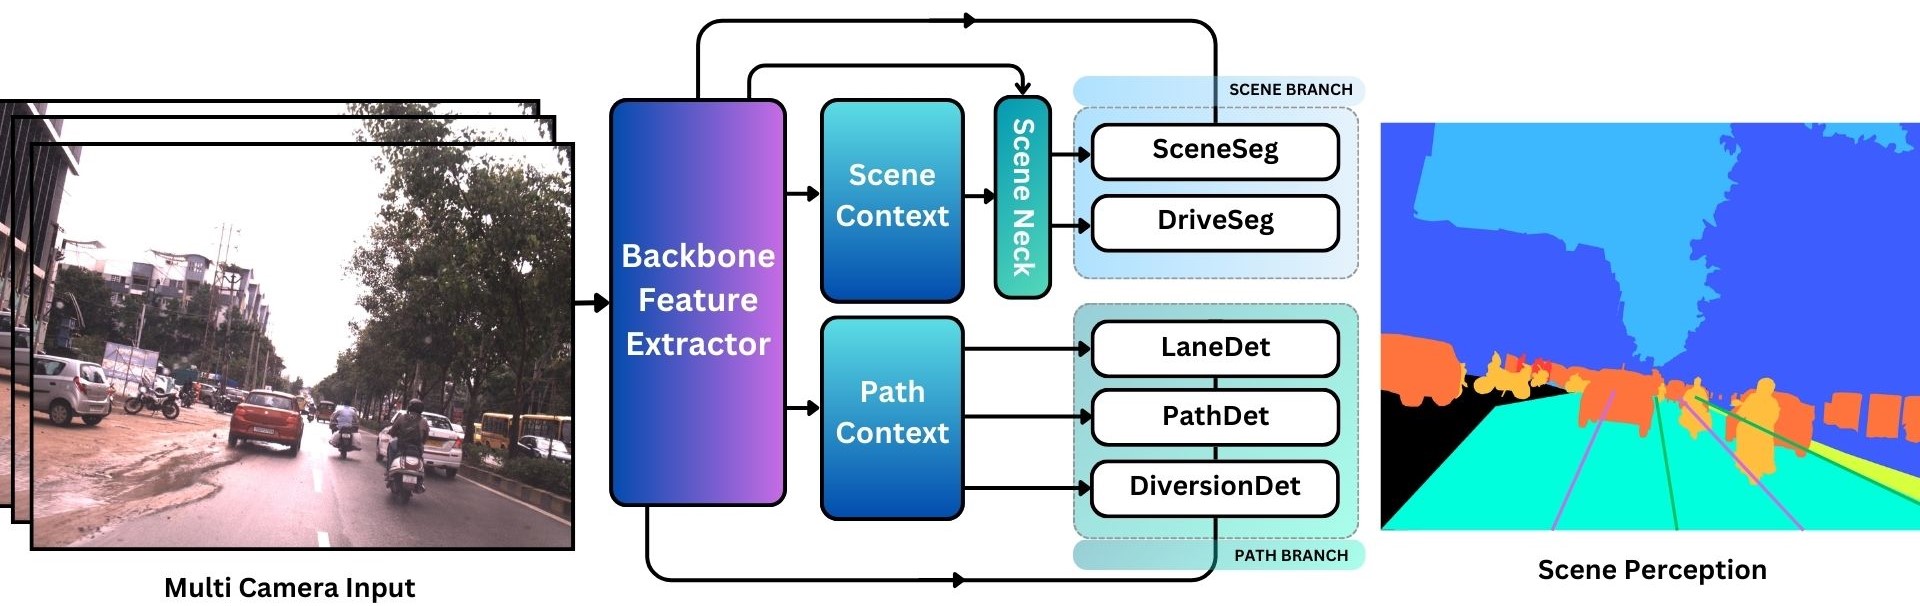 Multi Camera Input
Backbone
Feature
Extractor
Scene
Context
Scene Neck
SCENE BRANCH
SceneSeg
DriveSeg
Path
Context
LaneDet
PathDet
DiversionDet
PATH BRANCH
Scene Perception